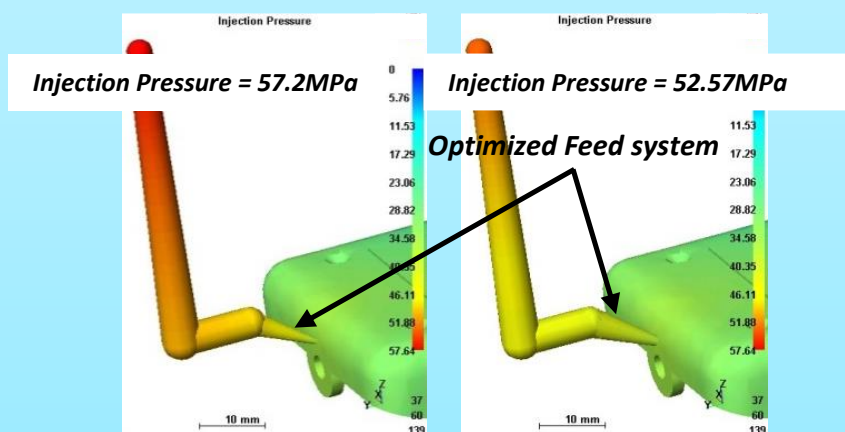 Injection Pressure
Injection Pressure
Injection Pressure = 57.2MPa
Injection Pressure = 52.57MPa
Optimized Feed system
0
5.76
11.53
17.29
23.06
28.82
34.58
40.35
46.11
51.88
57.64
11.53
17.29
23.06
28.82
34.58
40.35
46.11
51.88
57.64
Z
Y
X
37
60
139
10 mm
Z
Y
X
37
60
139
10 mm